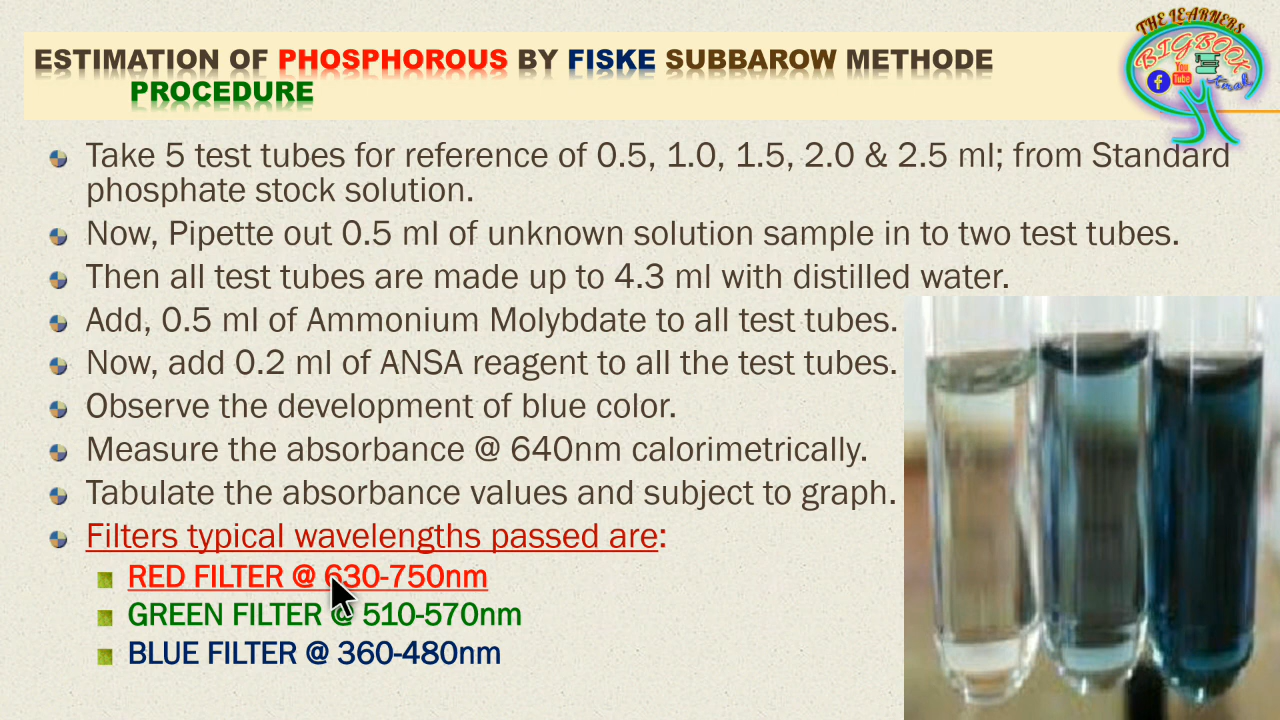 ESTIMATION OF PHOSPHOROUS BY FISKE SUBBAROW METHODE
PROCEDURE
THE LEARNERS
BIGBOOK
You
Tube
f
Tmal
Take 5 test tubes for reference of 0.5, 1.0, 1.5, 2.0 & 2.5 ml; from Standard
phosphate stock solution.
Now, Pipette out 0.5 ml of unknown solution sample in to two test tubes.
Then all test tubes are made up to 4.3 ml with distilled water.
Add, 0.5 ml of Ammonium Molybdate to all test tubes.
Now, add 0.2 ml of ANSA reagent to all the test tubes.
Observe the development of blue color.
Measure the absorbance @ 640nm calorimetrically.
Tabulate the absorbance values and subject to graph.
Filters typical wavelengths passed are:
RED FILTER @ 630-750nm
GREEN FILTER @ 510-570nm
BLUE FILTER @ 360-480nm